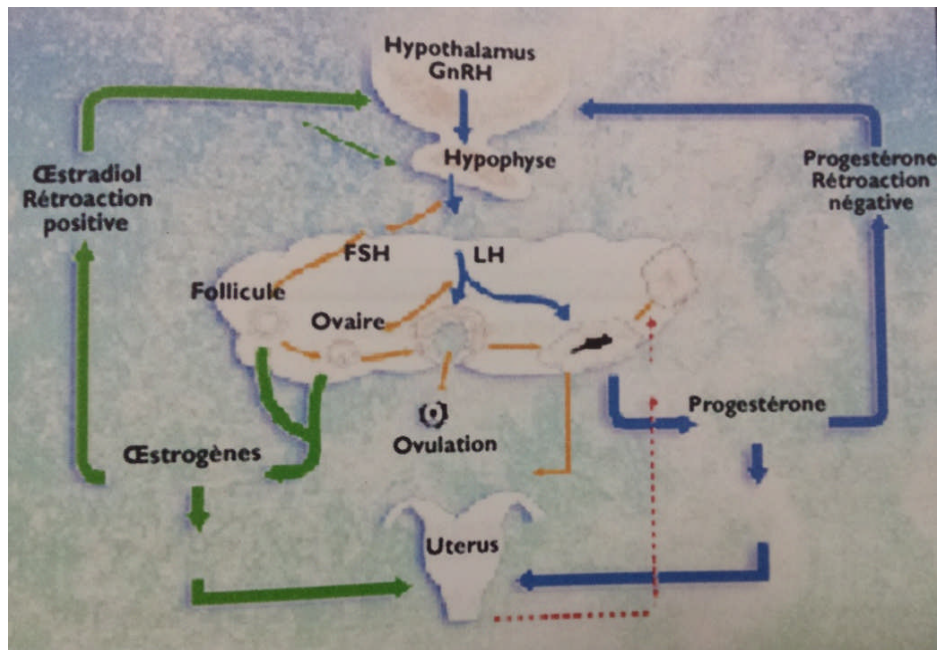 Hypothalamus
GnRH
Hypophyse
Œstradiol
Rétroaction
positive
Progestérone
Rétroaction
négative
FSH
LH
Follicule
Ovaire
Progestérone
Ovulation
Œstrogènes
Uterus